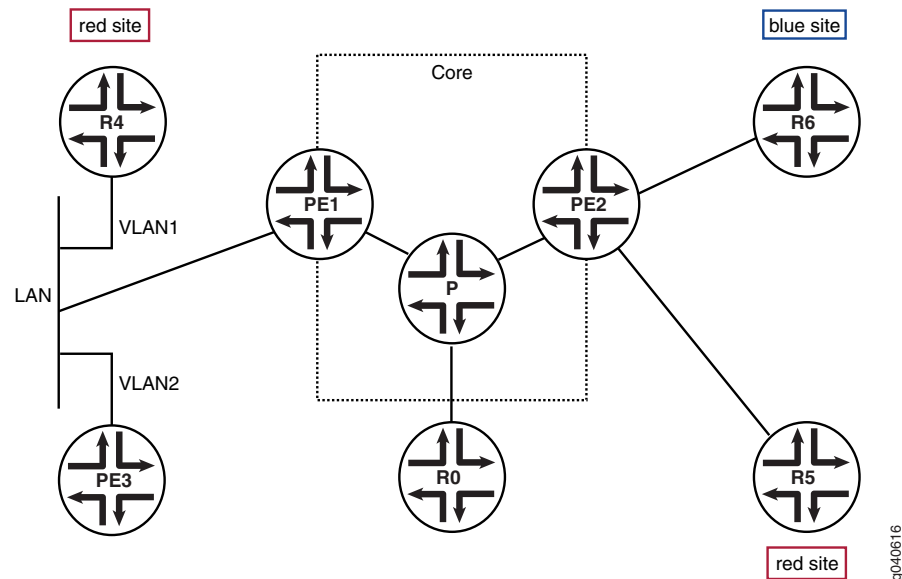 red site
blue site
Core
R4
R6
PE1
PE2
VLAN1
P
LAN
VLAN2
PE3
R0
R5
red site
g040616